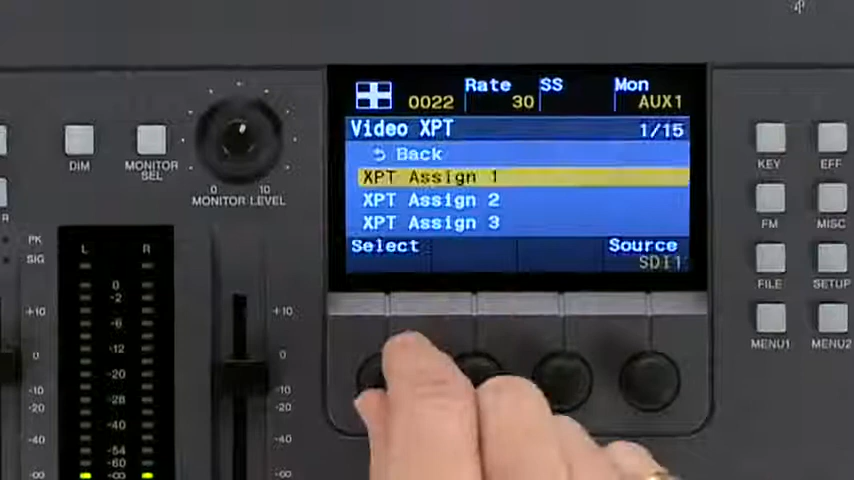 Rate SS Mon
0022 30 AUX1
Video XPT 1/15
Back
XPT Assign 1
XPT Assign 2
XPT Assign 3
Select Source
SDI1
DIM
MONITOR
SEL
0 10
MONITOR LEVEL
R
PK
SIG
L R
0
-2
-6
-12
-20
-28
-40
-54
-60
-∞
+10
0
-10
-20
-40
-∞
+10
0
-10
-20
-40
-∞
KEY EFF
FM MISC
FILE SETUP
MENU1 MENU2